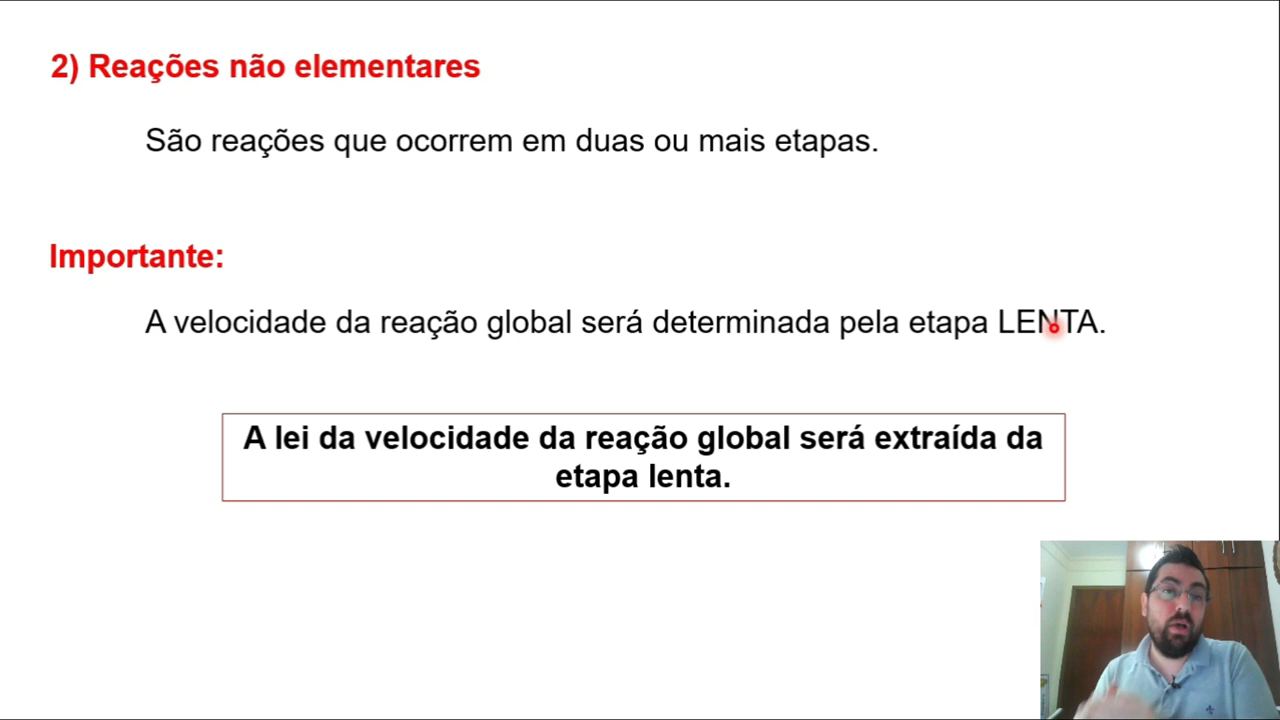 2) Reações não elementares
São reações que ocorrem em duas ou mais etapas.
Importante:
A velocidade da reação global será determinada pela etapa LENTA.
A lei da velocidade da reação global será extraída da
etapa lenta.